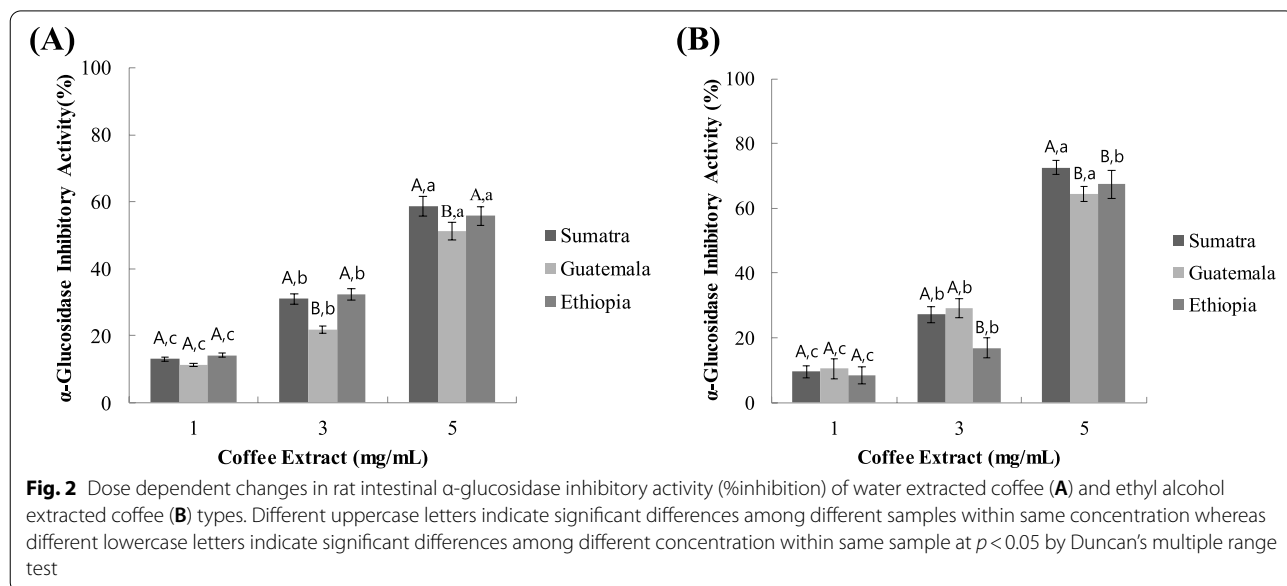 (A)
α-Glucosidase Inhibitory Activity(%)
100
80
60
40
20
0
A,c A,c A,c
A,b B,b A,b
A,a B,a A,a
1 3 5
Coffee Extract (mg/mL)
Sumatra
Guatemala
Ethiopia
(B)
α-Glucosidase Inhibitory Activity (%)
100
80
60
40
20
0
A,c A,c A,c
A,b A,b B,b
A,a B,a B,b
1 3 5
Coffee Extract (mg/mL)
Sumatra
Guatemala
Ethiopia
Fig. 2 Dose dependent changes in rat intestinal α-glucosidase inhibitory activity (%inhibition) of water extracted coffee (A) and ethyl alcohol
extracted coffee (B) types. Different uppercase letters indicate significant differences among different samples within same concentration whereas
different lowercase letters indicate significant differences among different concentration within same sample at p < 0.05 by Duncan's multiple range
test